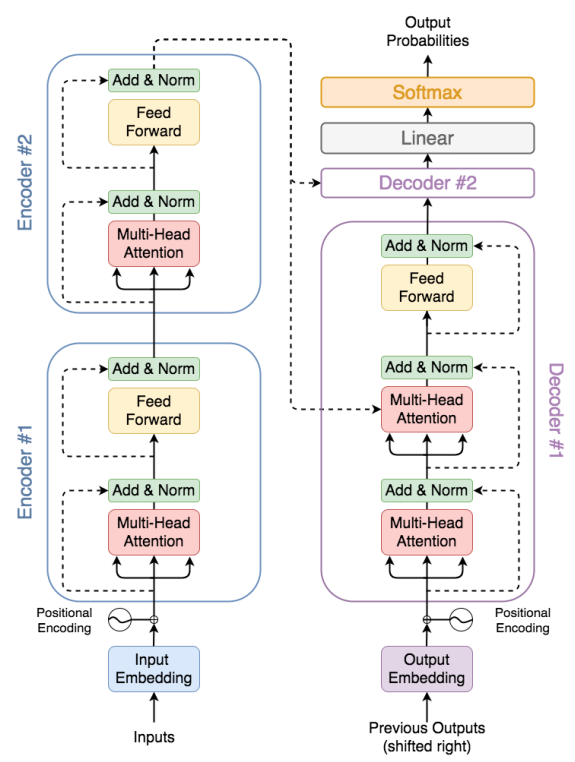 Output
Probabilities
Softmax
Linear
Decoder #2
Encoder #2
Add & Norm
Feed
Forward
Add & Norm
Multi-Head
Attention
Encoder #1
Add & Norm
Feed
Forward
Add & Norm
Multi-Head
Attention
Positional
Encoding
Input
Embedding
Inputs
Decoder #1
Add & Norm
Feed
Forward
Add & Norm
Multi-Head
Attention
Add & Norm
Multi-Head
Attention
Positional
Encoding
Output
Embedding
Previous Outputs
(shifted right)